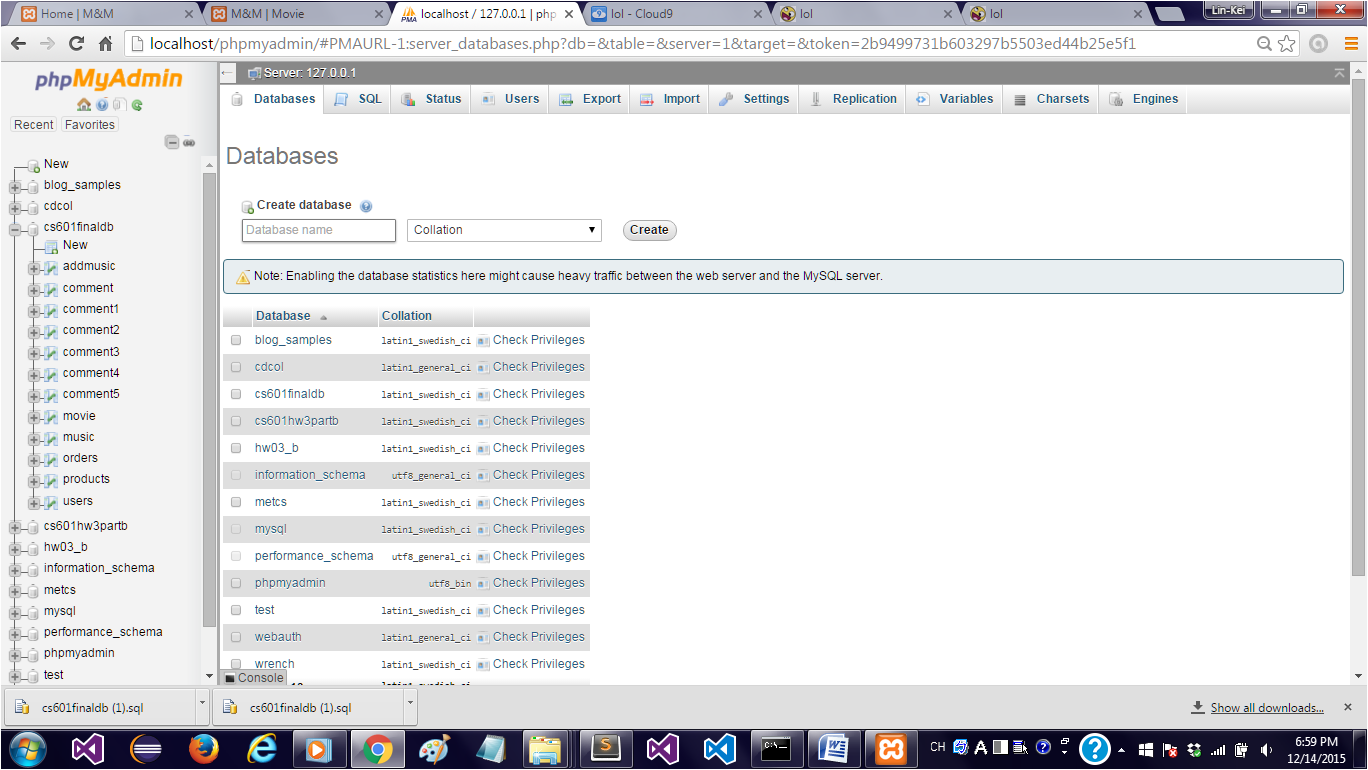 Home | M&M
M&M | Movie
localhost / 127.0.0.1 | php
lol - Cloud9
lol
lol
Lin-Kei
localhost/phpmyadmin/#PMAURL-1:server_databases.php?db=&table=&server=1&target=&token=2b9499731b603297b5503ed44b25e5f1
phpMyAdmin
Recent
Favorites
New
blog_samples
cdcol
cs601finaldb
New
addmusic
comment
comment1
comment2
comment3
comment4
comment5
movie
music
orders
products
users
cs601hw3partb
hw03_b
information_schema
metcs
mysql
performance_schema
phpmyadmin
test
Server: 127.0.0.1
Databases
SQL
Status
Users
Export
Import
Settings
Replication
Variables
Charsets
Engines
Databases
Create database
Database name
Collation
Create
Note: Enabling the database statistics here might cause heavy traffic between the web server and the MySQL server.
Database Collation
blog_samples latin1_swedish_ci Check Privileges
cdcol latin1_general_ci Check Privileges
cs601finaldb latin1_swedish_ci Check Privileges
cs601hw3partb latin1_swedish_ci Check Privileges
hw03_b latin1_swedish_ci Check Privileges
information_schema utf8_general_ci Check Privileges
metcs latin1_swedish_ci Check Privileges
mysql latin1_swedish_ci Check Privileges
performance_schema utf8_general_ci Check Privileges
phpmyadmin utf8_bin Check Privileges
test latin1_swedish_ci Check Privileges
webauth latin1_general_ci Check Privileges
wrench latin1_swedish_ci Check Privileges
latin1_swedish_ci
Console
cs601finaldb (1).sql
cs601finaldb (1).sql
Show all downloads...
CH
6:59 PM
12/14/2015